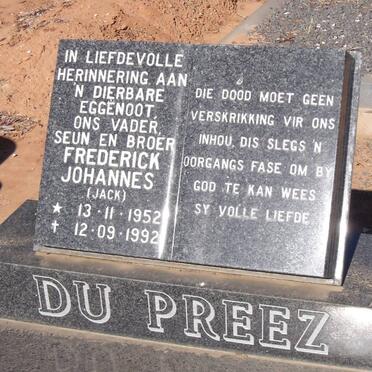 IN LIEFDEVOLLE
HERINNERING AAN
'N DIERBARE
EGGENOOT,
ONS VADER,
SEUN EN BROER
FREDERICK
JOHANNES
(JACK)
★ 13·11·1952
✝ 12·09·1992
DIE DOOD MOET GEEN
VERSKRIKKING VIR ONS
INHOU, DIS SLEGS 'N
OORGANGS FASE OM BY
GOD TE KAN WEES
SY VOLLE LIEFDE
DU PREEZ